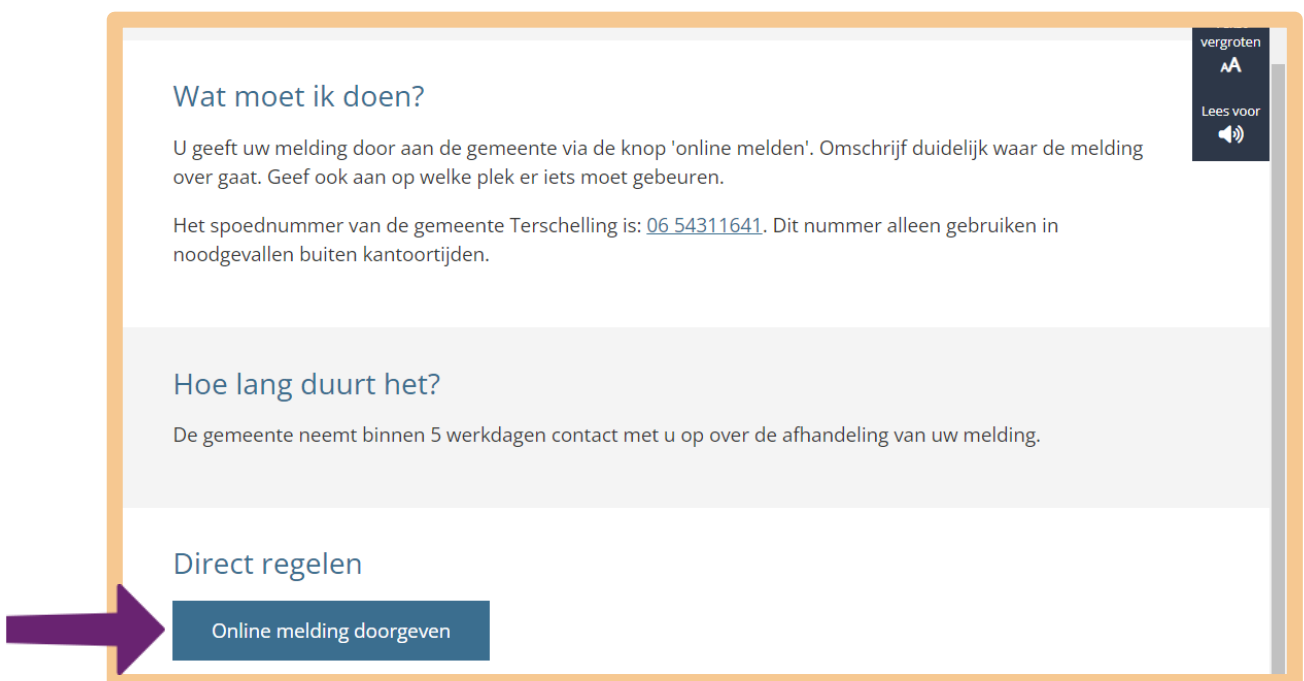 vergroten
AA
Lees voor
Wat moet ik doen?
U geeft uw melding door aan de gemeente via de knop 'online melden'. Omschrijf duidelijk waar de melding
over gaat. Geef ook aan op welke plek er iets moet gebeuren.
Het spoednummer van de gemeente Terschelling is: 06 54311641. Dit nummer alleen gebruiken in
noodgevallen buiten kantoortijden.
Hoe lang duurt het?
De gemeente neemt binnen 5 werkdagen contact met u op over de afhandeling van uw melding.
Direct regelen
Online melding doorgeven